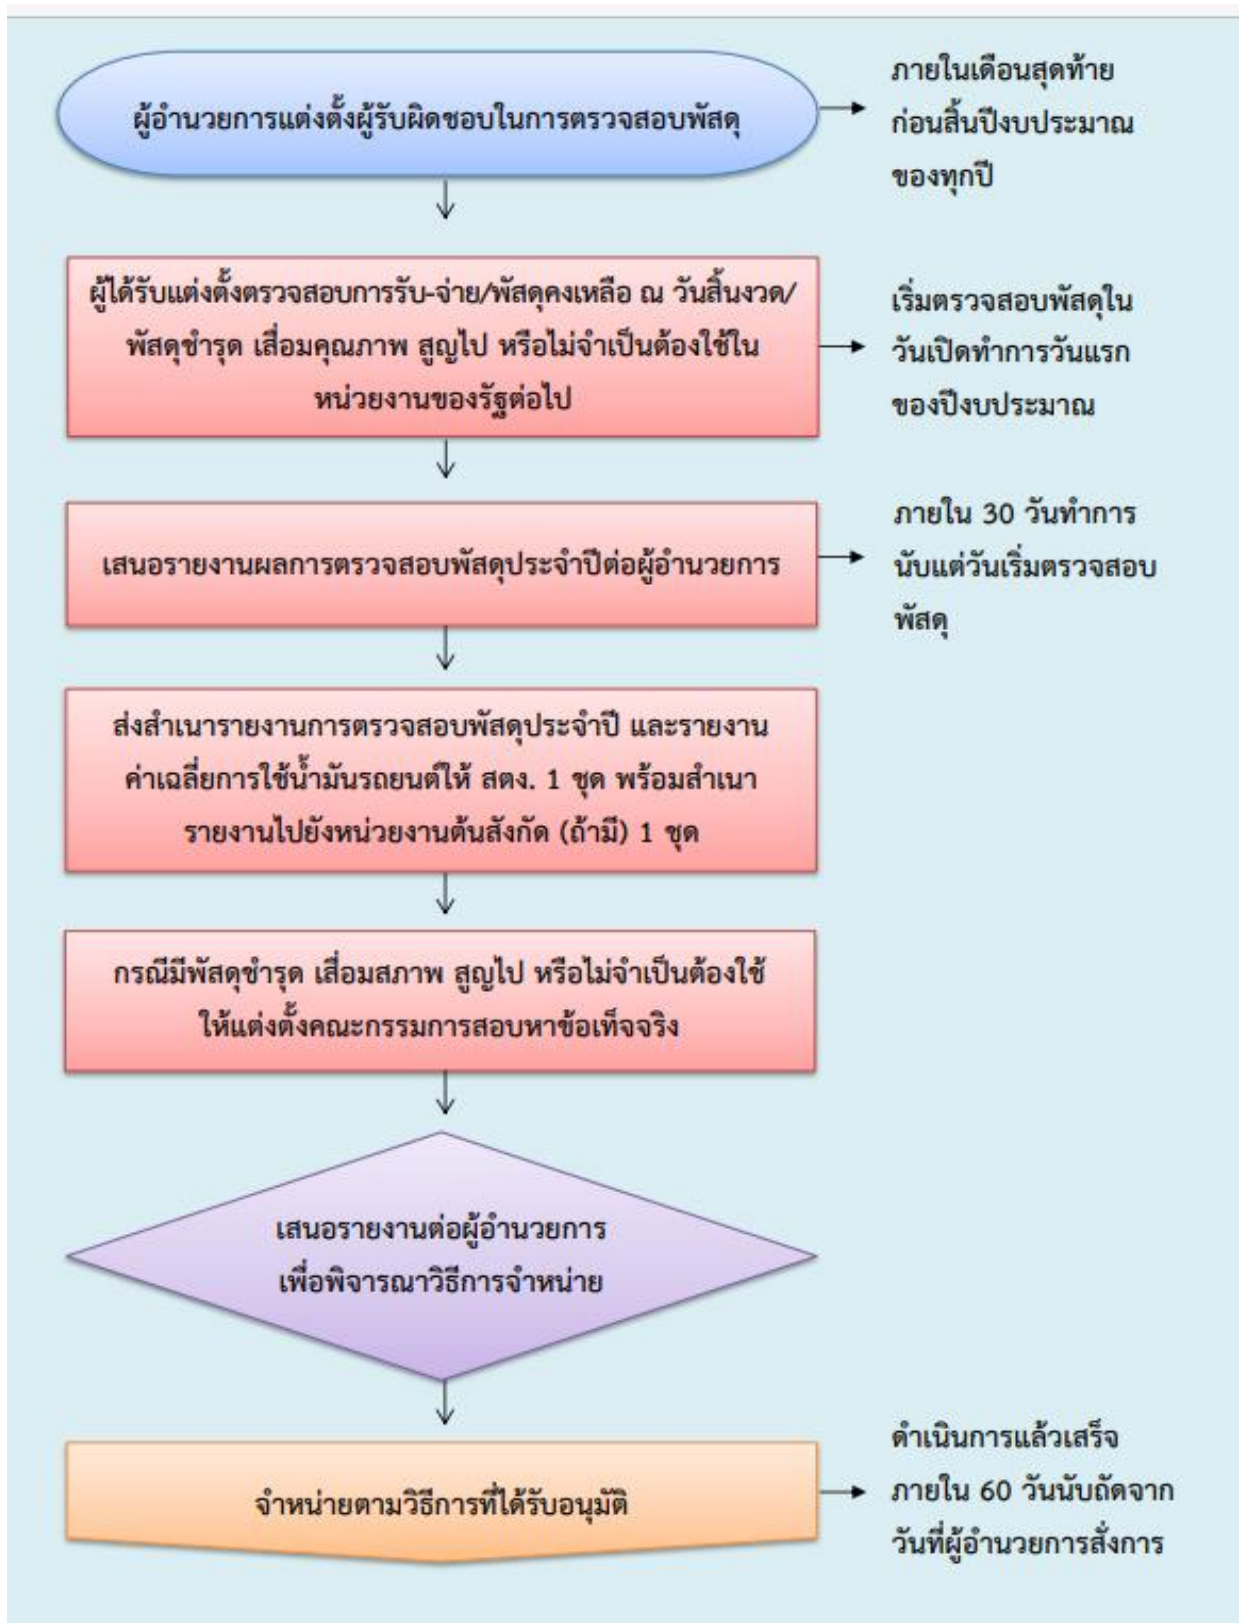 ผู้อำนวยการแต่งตั้งผู้รับผิดชอบในการตรวจสอบพัสดุ
ภายในเดือนสุดท้าย
ก่อนสิ้นปีงบประมาณ
ของทุกปี
ผู้ได้รับแต่งตั้งตรวจสอบการรับ-จ่าย/พัสดุคงเหลือ ณ วันสิ้นงวด/
พัสดุชำรุด เสื่อมคุณภาพ สูญไป หรือไม่จำเป็นต้องใช้ใน
หน่วยงานของรัฐต่อไป
เริ่มตรวจสอบพัสดุใน
วันเปิดทำการวันแรก
ของปีงบประมาณ
เสนอรายงานผลการตรวจสอบพัสดุประจำปีต่อผู้อำนวยการ
ภายใน 30 วันทำการ
นับแต่วันเริ่มตรวจสอบ
พัสดุ
ส่งสำเนารายงานการตรวจสอบพัสดุประจำปี และรายงาน
ค่าเฉลี่ยการใช้น้ำมันรถยนต์ให้ สตง. 1 ชุด พร้อมสำเนา
รายงานไปยังหน่วยงานต้นสังกัด (ถ้ามี) 1 ชุด
กรณีมีพัสดุชำรุด เสื่อมสภาพ สูญไป หรือไม่จำเป็นต้องใช้
ให้แต่งตั้งคณะกรรมการสอบหาข้อเท็จจริง
เสนอรายงานต่อผู้อำนวยการ
เพื่อพิจารณาวิธีการจำหน่าย
จำหน่ายตามวิธีการที่ได้รับอนุมัติ
ดำเนินการแล้วเสร็จ
ภายใน 60 วันนับถัดจาก
วันที่ผู้อำนวยการสั่งการ